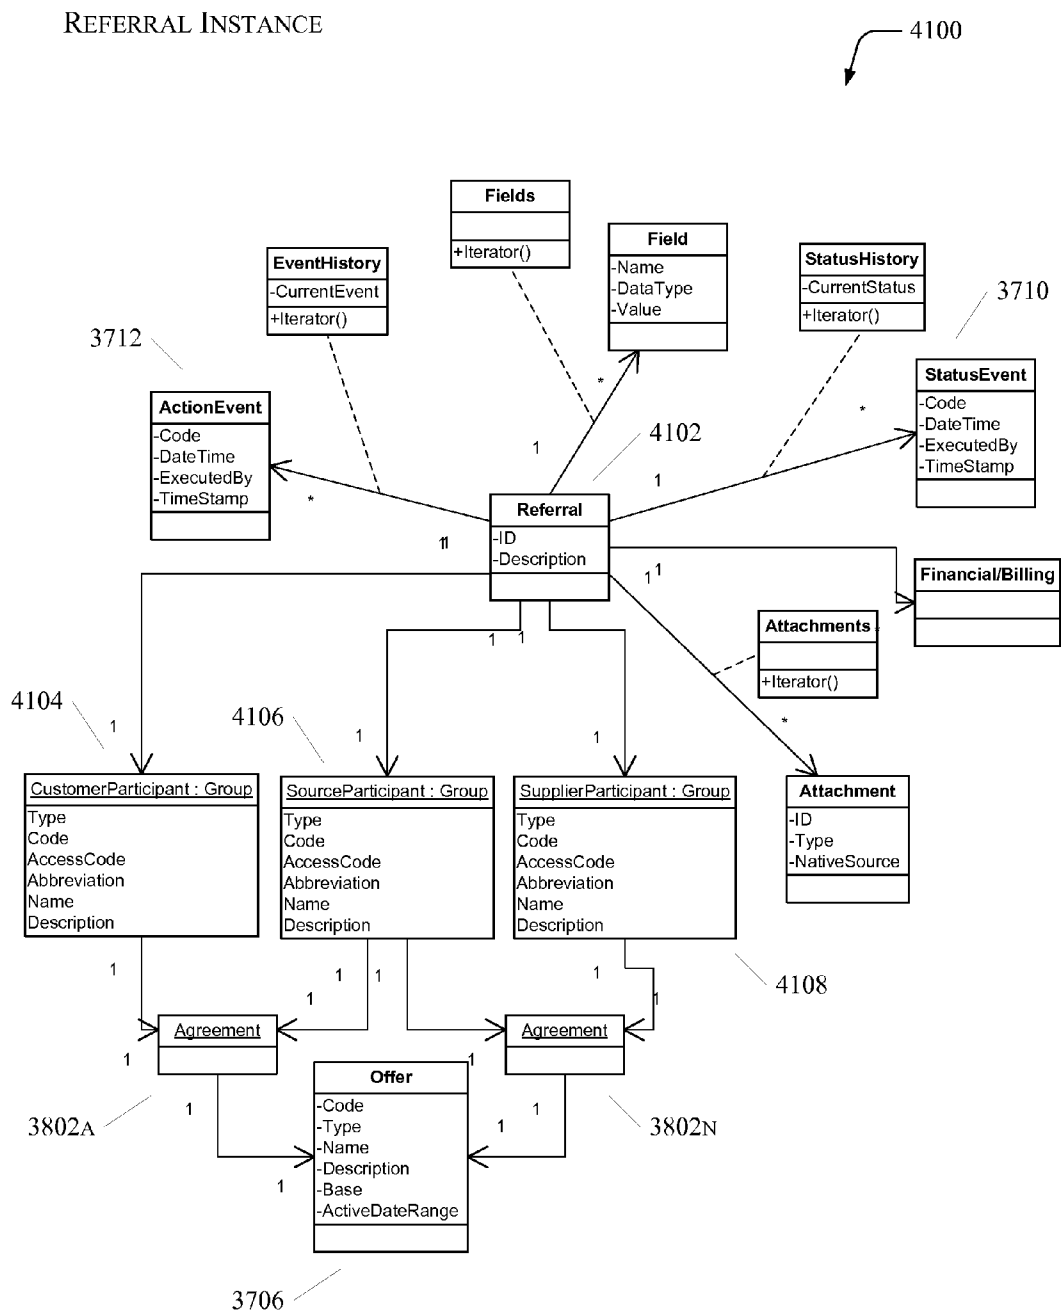 REFERRAL INSTANCE
4100
Fields
+Iterator()
Field
-Name
-DataType
-Value
EventHistory
-CurrentEvent
+Iterator()
StatusHistory
-CurrentStatus
+Iterator()
3710
3712
StatusEvent
-Code
-DateTime
-ExecutedBy
-TimeStamp
ActionEvent
-Code
-DateTime
-ExecutedBy
-TimeStamp
*
*
*
1
4102
1
Referral
-ID
-Description
11
1
1
Financial/Billing
Attachments
*
+Iterator()
1
1
4104
4106
1
1
1
*
CustomerParticipant : Group
Type
Code
AccessCode
Abbreviation
Name
Description
SourceParticipant : Group
Type
Code
AccessCode
Abbreviation
Name
Description
SupplierParticipant : Group
Type
Code
AccessCode
Abbreviation
Name
Description
Attachment
-ID
-Type
-NativeSource
1
1
1
1
4108
1
1
Agreement
Agreement
1
1
Offer
-Code
-Type
-Name
-Description
-Base
-ActiveDateRange
1
1
1
1
3802A
3802N
3706